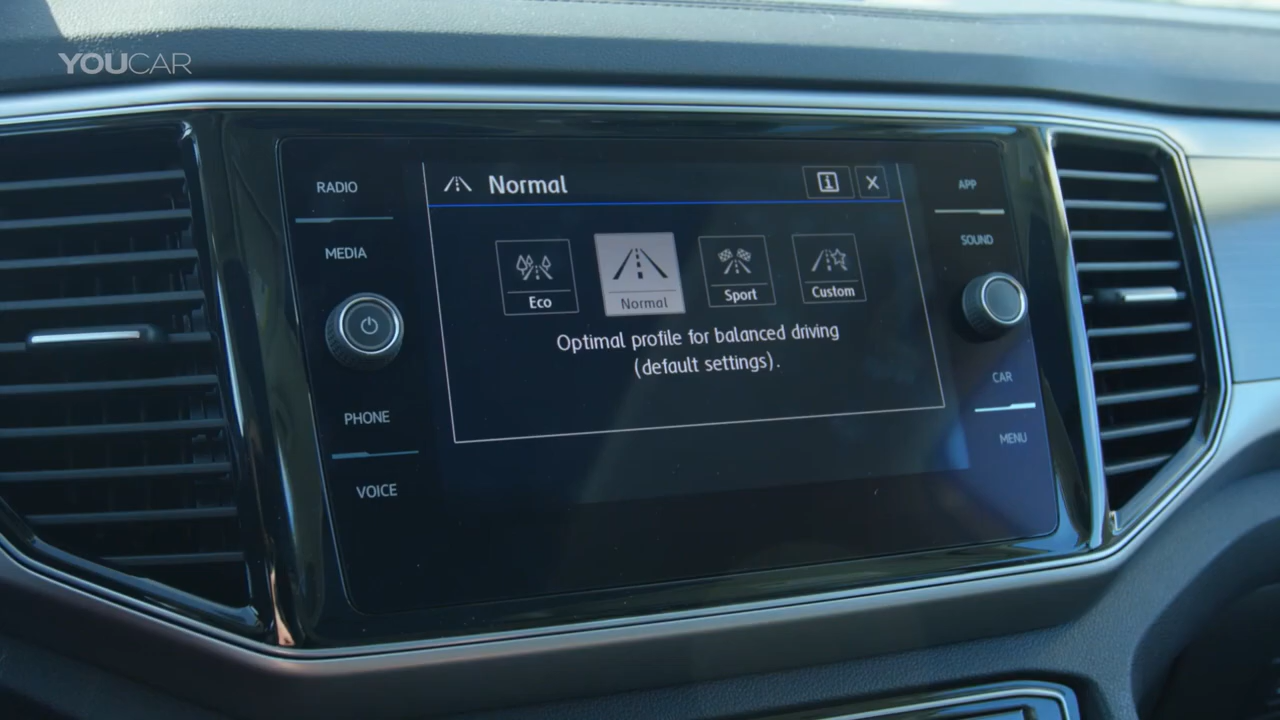 YOUCAR
RADIO
MEDIA
PHONE
VOICE
Normal
Eco
Normal
Sport
Custom
Optimal profile for balanced driving
(default settings).
APP
SOUND
CAR
MENU